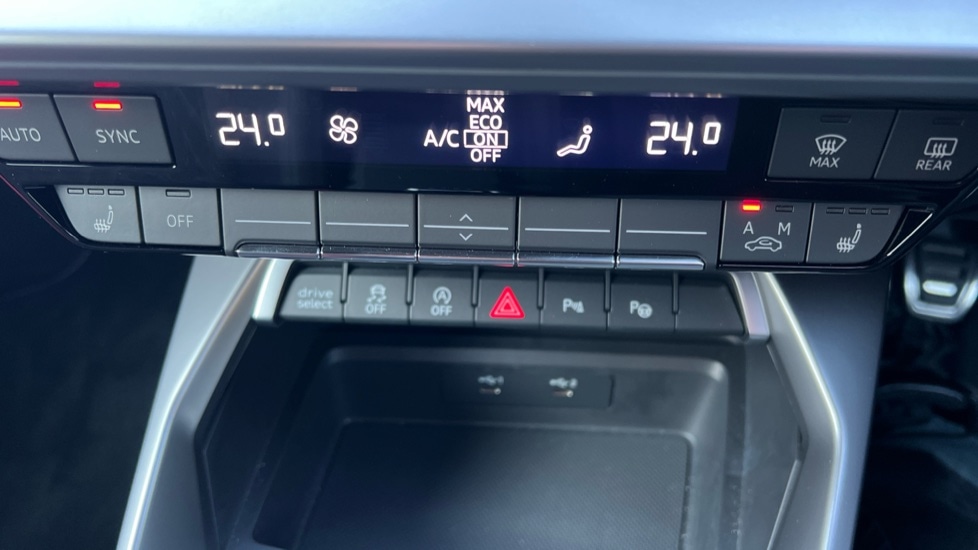 AUTO
SYNC
24.0
A/C
MAX
ECO
ON
OFF
24.0
MAX
REAR
OFF
A M
drive
select
OFF
OFF
P
P